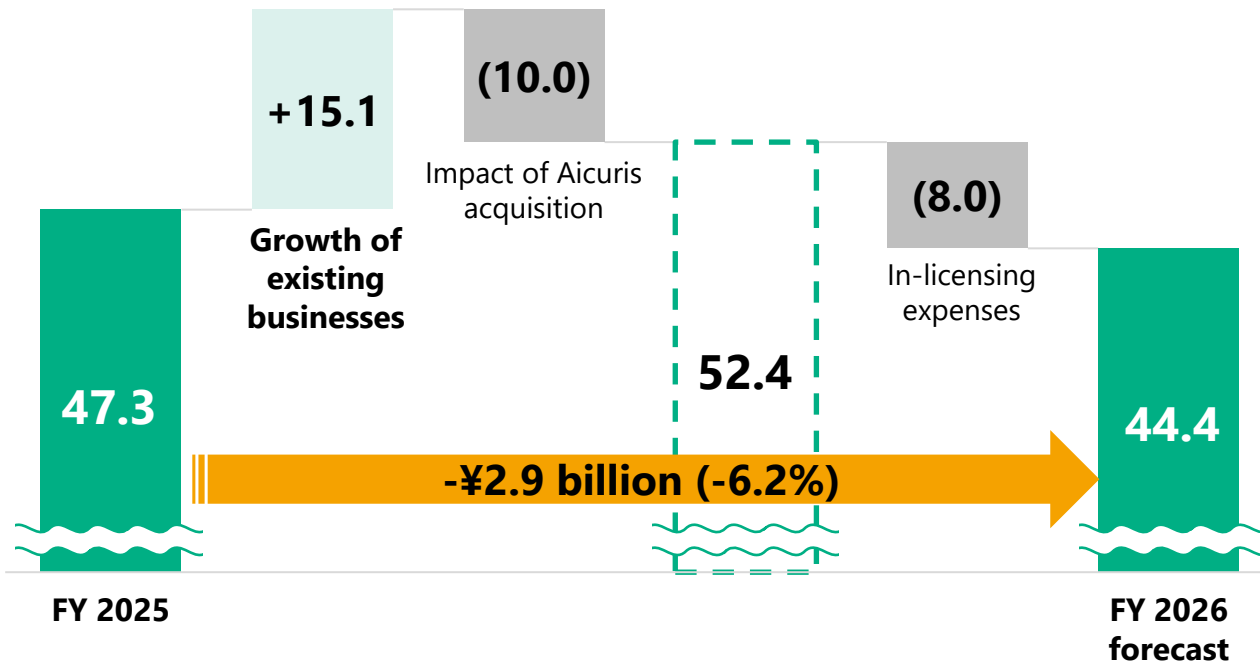 +15.1
(10.0)
Impact of Aicuris
acquisition
Growth of
existing
businesses
(8.0)
In-licensing
expenses
47.3
52.4
44.4
-¥2.9 billion (-6.2%)
FY 2025
FY 2026
forecast